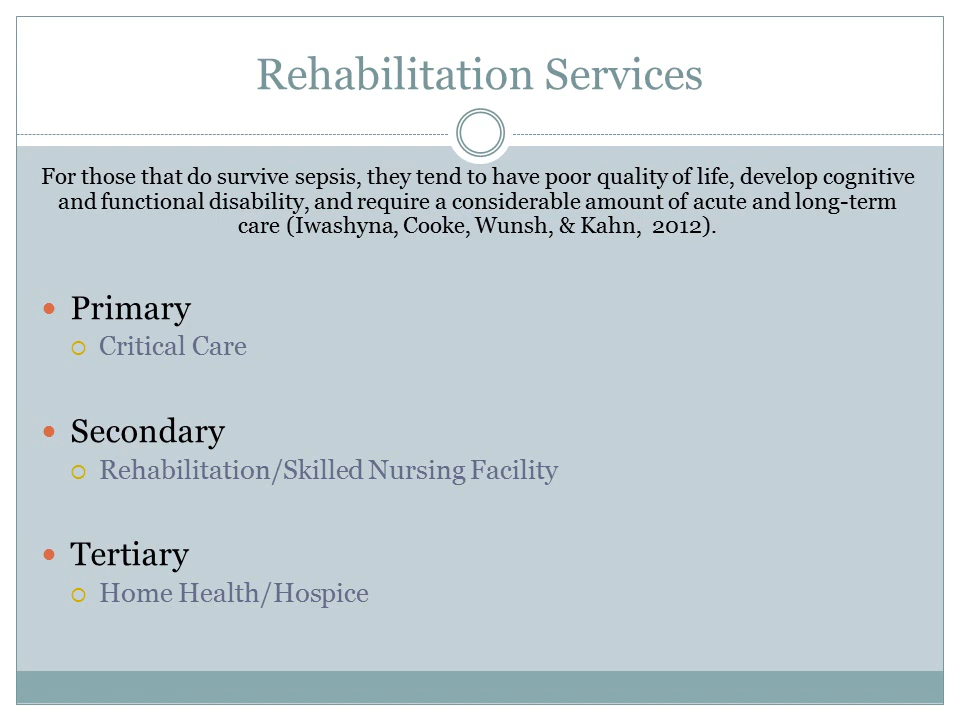 Rehabilitation Services
For those that do survive sepsis, they tend to have poor quality of life, develop cognitive
and functional disability, and require a considerable amount of acute and long-term
care (Iwashyna, Cooke, Wunsh, & Kahn, 2012).
Primary
Critical Care
Secondary
Rehabilitation/Skilled Nursing Facility
Tertiary
Home Health/Hospice